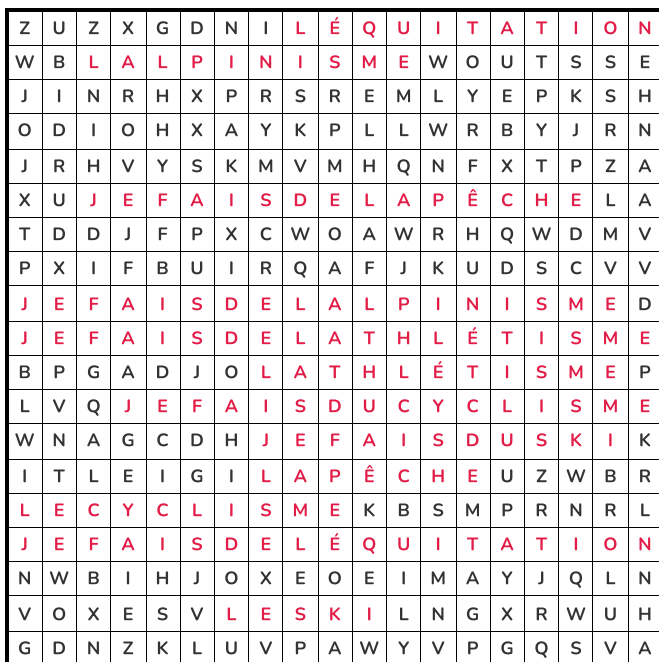 Z U Z X G D N I L É Q U I T A T I O N
W B L A L P I N I S M E W O U T S S E
J I N R H X P R S R E M L Y E P K S H
O D I O H X A Y K P L L W R B Y J R N
J R H V Y S K M V M H Q N F X T P Z A
X U J E F A I S D E L A P Ê C H E L A
T D D J F P X C W O A W R H Q W D M V
P X I F B U I R Q A F J K U D S C V V
J E F A I S D E L A L P I N I S M E D
J E F A I S D E L A T H L É T I S M E
B P G A D J O L A T H L É T I S M E P
L V Q J E F A I S D U C Y C L I S M E
W N A G C D H J E F A I S D U S K I K
I T L E I G I L A P Ê C H E U Z W B R
L E C Y C L I S M E K B S M P R N R L
J E F A I S D E L É Q U I T A T I O N
N W B I H J O X E O E I M A Y J Q L N
V O X E S V L E S K I L N G X R W U H
G D N Z K L U V P A W Y V P G Q S V A